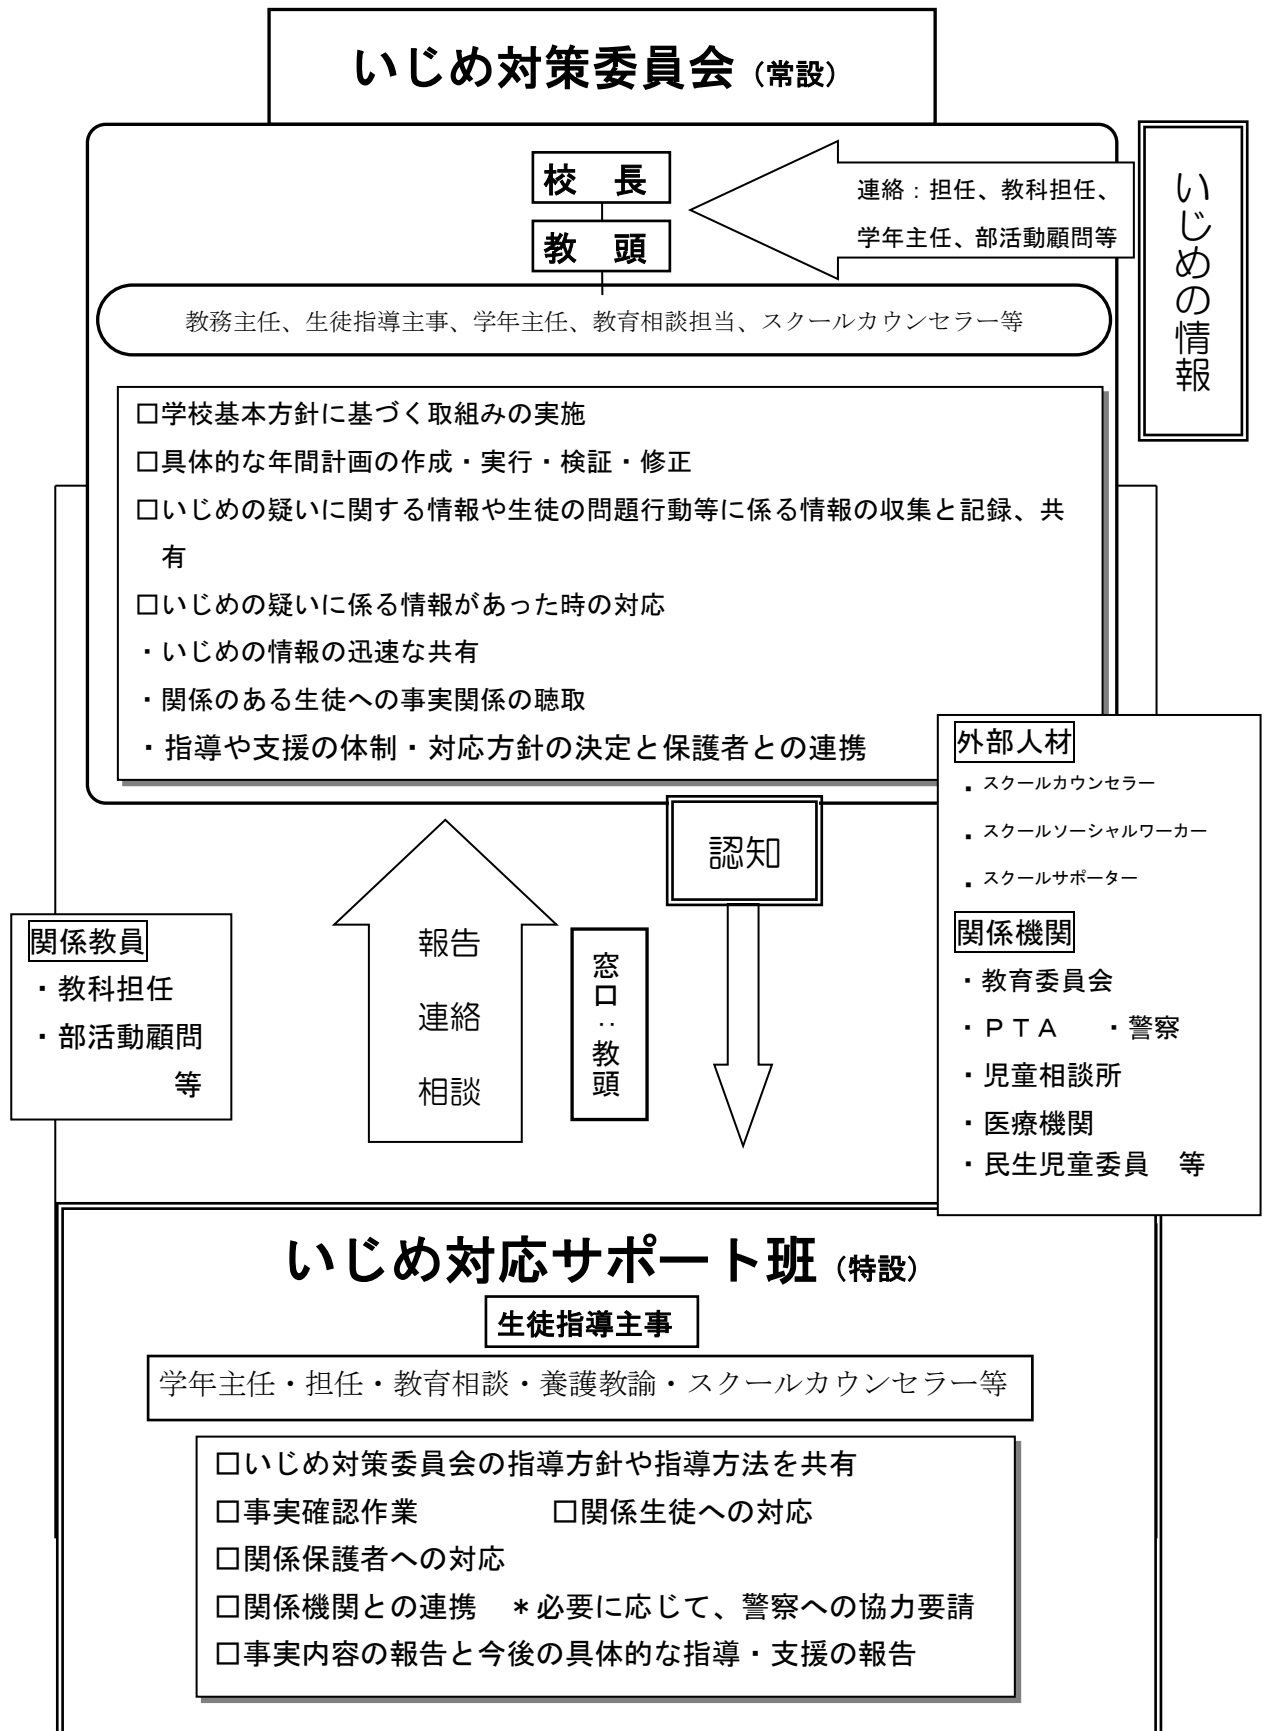 いじめ対策委員会（常設）
校　長
教　頭
連絡：担任、教科担任、
学年主任、部活動顧問等
いじめの情報
教務主任、生徒指導主事、学年主任、教育相談担当、スクールカウンセラー等
□学校基本方針に基づく取組みの実施
□具体的な年間計画の作成・実行・検証・修正
□いじめの疑いに関する情報や生徒の問題行動等に係る情報の収集と記録、共
有
□いじめの疑いに係る情報があった時の対応
・いじめの情報の迅速な共有
・関係のある生徒への事実関係の聴取
・指導や支援の体制・対応方針の決定と保護者との連携
外部人材
・スクールカウンセラー
・スクールソーシャルワーカー
・スクールサポーター
関係機関
・教育委員会
・ＰＴＡ　・警察
・児童相談所
・医療機関
・民生児童委員　等
認知
関係教員
・教科担任
・部活動顧問
等
報告
連絡
相談
窓口：教頭
いじめ対応サポート班（特設）
生徒指導主事
学年主任・担任・教育相談・養護教諭・スクールカウンセラー等
□いじめ対策委員会の指導方針や指導方法を共有
□事実確認作業　　　　□関係生徒への対応
□関係保護者への対応
□関係機関との連携　＊必要に応じて、警察への協力要請
□事実内容の報告と今後の具体的な指導・支援の報告